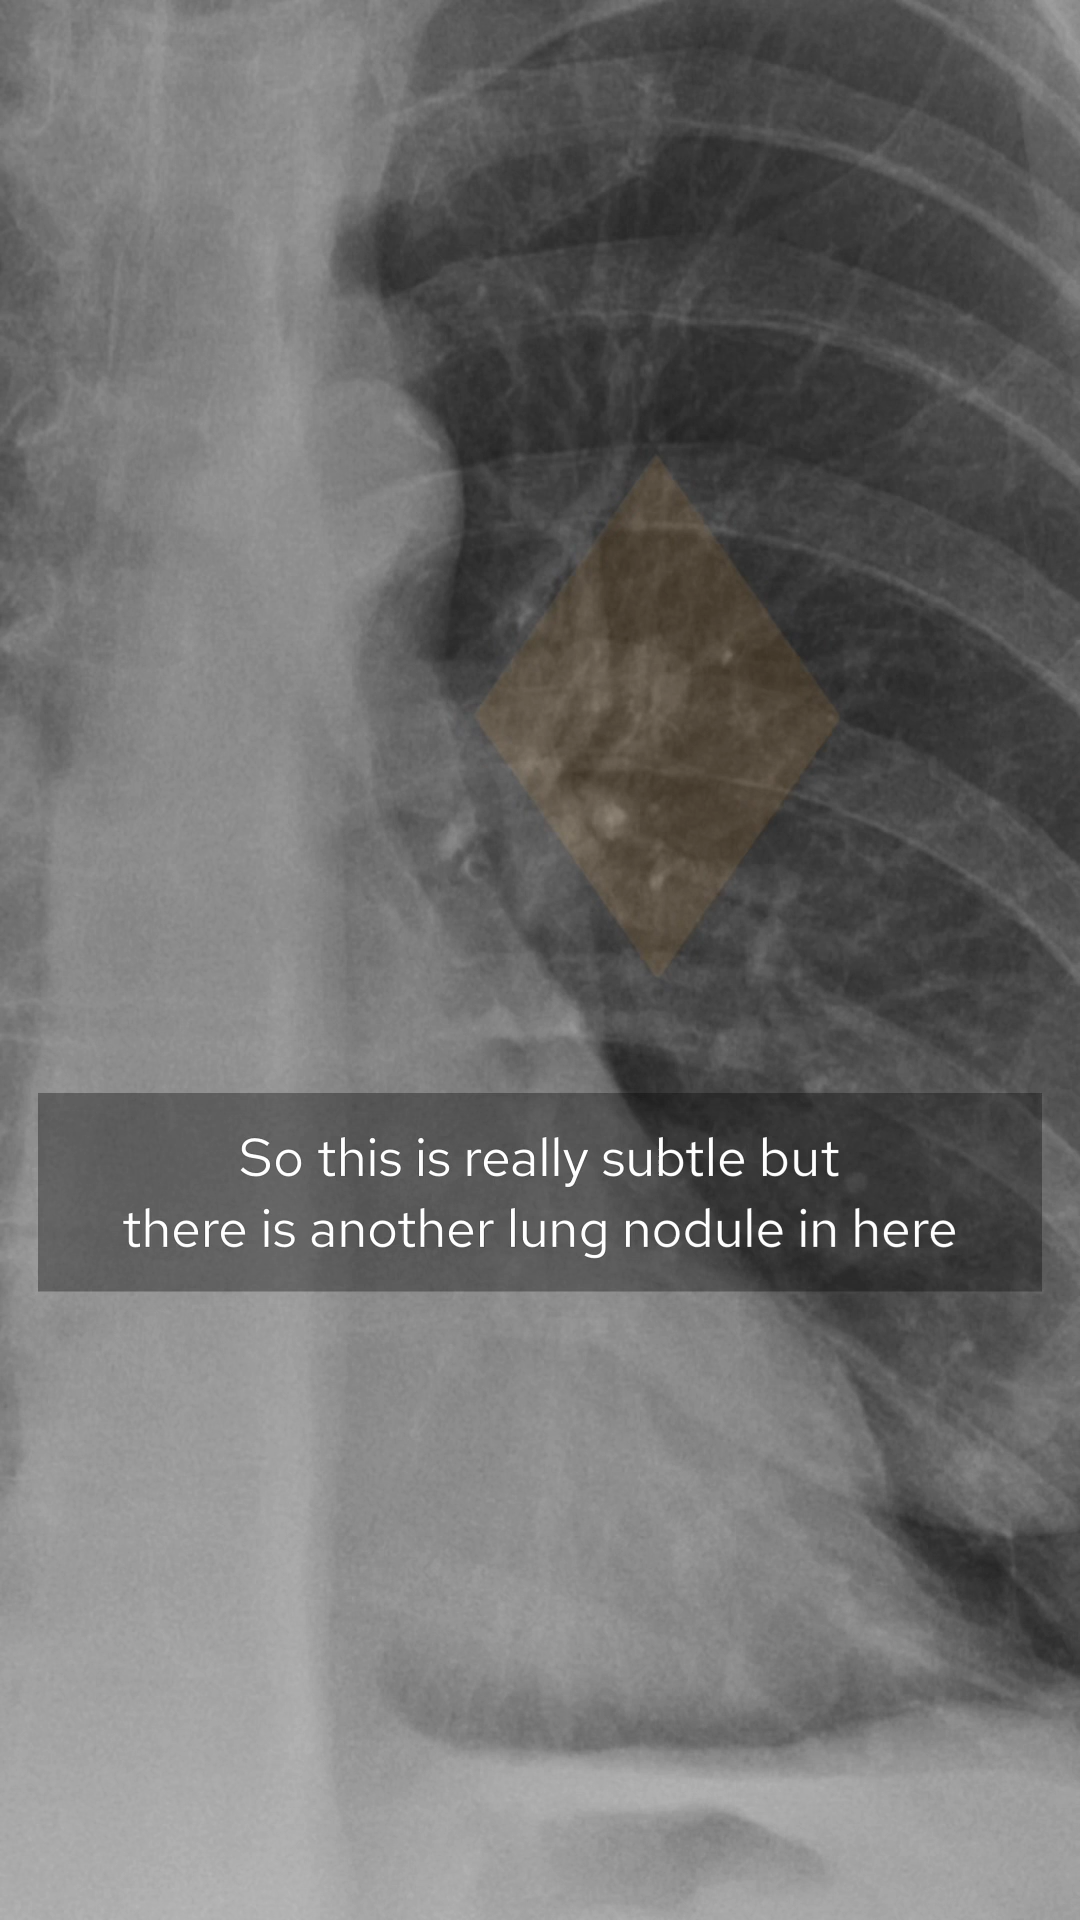 So this is really subtle but
there is another lung nodule in here